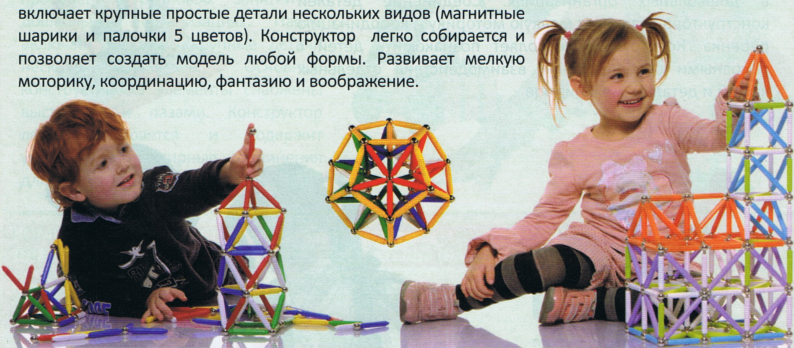 включает крупные простые детали нескольких видов (магнитные
шарики и палочки 5 цветов). Конструктор легко собирается и
позволяет создать модель любой формы. Развивает мелкую
моторику, координацию, фантазию и воображение.